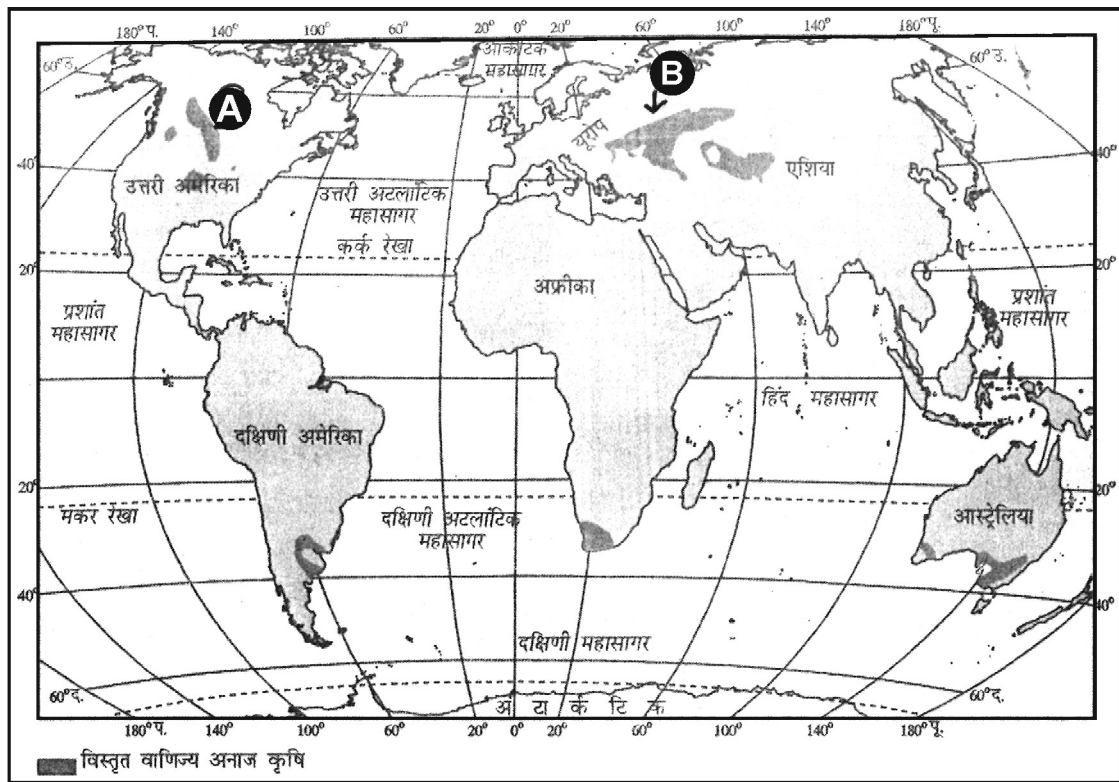 180° प.
140°
100°
60°
20°
0°
20°
60°
100°
140°
180° पू.
आर्कटिक
महासागर
60° उ.
60° उ.
A
B
यूरोप
एशिया
40°
40°
उत्तरी अमेरिका
उत्तरी अटलांटिक
महासागर
कर्क रेखा
20°
20°
अफ्रीका
प्रशांत
महासागर
प्रशांत
महासागर
हिंद महासागर
दक्षिणी अमेरिका
20°
20°
मकर रेखा
दक्षिणी अटलांटिक
महासागर
आस्ट्रेलिया
40°
40°
दक्षिणी महासागर
60° द.
60° द.
अ टा र्क टि क
180° प.
140°
100°
60°
20°
0°
20°
60°
100°
140°
180° पू.
विस्तृत वाणिज्य अनाज कृषि